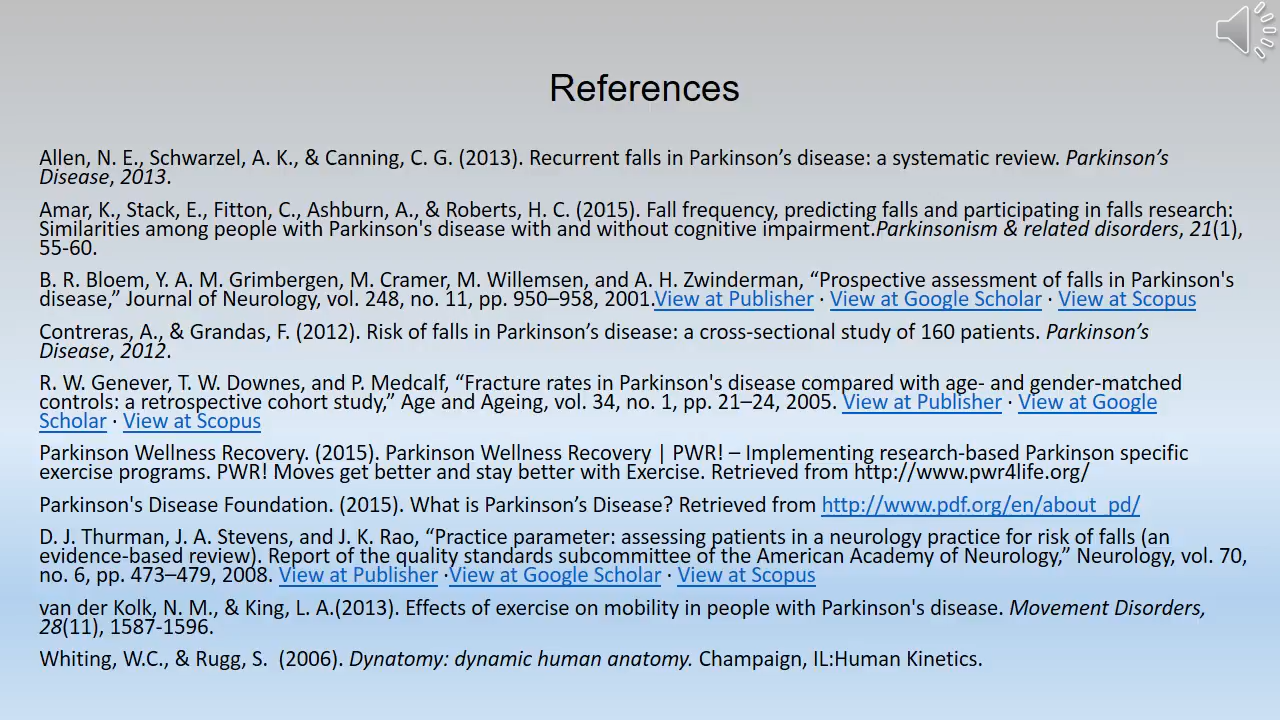 References
Allen, N. E., Schwarzel, A. K., & Canning, C. G. (2013). Recurrent falls in Parkinson’s disease: a systematic review. Parkinson’s
Disease, 2013.
Amar, K., Stack, E., Fitton, C., Ashburn, A., & Roberts, H. C. (2015). Fall frequency, predicting falls and participating in falls research:
Similarities among people with Parkinson's disease with and without cognitive impairment.Parkinsonism & related disorders, 21(1),
55-60.
B. R. Bloem, Y. A. M. Grimbergen, M. Cramer, M. Willemsen, and A. H. Zwinderman, “Prospective assessment of falls in Parkinson's
disease,” Journal of Neurology, vol. 248, no. 11, pp. 950–958, 2001.View at Publisher · View at Google Scholar · View at Scopus
Contreras, A., & Grandas, F. (2012). Risk of falls in Parkinson’s disease: a cross-sectional study of 160 patients. Parkinson’s
Disease, 2012.
R. W. Genever, T. W. Downes, and P. Medcalf, “Fracture rates in Parkinson's disease compared with age- and gender-matched
controls: a retrospective cohort study,” Age and Ageing, vol. 34, no. 1, pp. 21–24, 2005. View at Publisher · View at Google
Scholar · View at Scopus
Parkinson Wellness Recovery. (2015). Parkinson Wellness Recovery | PWR! – Implementing research-based Parkinson specific
exercise programs. PWR! Moves get better and stay better with Exercise. Retrieved from http://www.pwr4life.org/
Parkinson's Disease Foundation. (2015). What is Parkinson’s Disease? Retrieved from http://www.pdf.org/en/about_pd/
D. J. Thurman, J. A. Stevens, and J. K. Rao, “Practice parameter: assessing patients in a neurology practice for risk of falls (an
evidence-based review). Report of the quality standards subcommittee of the American Academy of Neurology,” Neurology, vol. 70,
no. 6, pp. 473–479, 2008. View at Publisher ·View at Google Scholar · View at Scopus
van der Kolk, N. M., & King, L. A.(2013). Effects of exercise on mobility in people with Parkinson's disease. Movement Disorders,
28(11), 1587-1596.
Whiting, W.C., & Rugg, S.  (2006). Dynatomy: dynamic human anatomy. Champaign, IL:Human Kinetics.